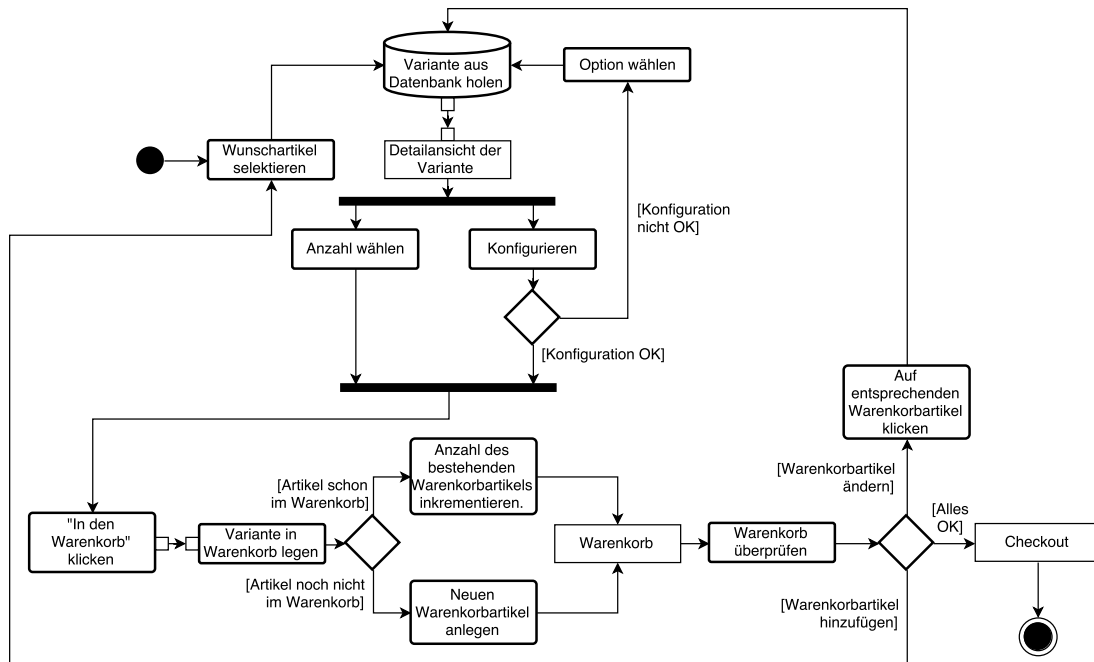 Variante aus
Datenbank holen
Option wählen
Wunschartikel
selektieren
Detailansicht der
Variante
[Konfiguration
nicht OK]
Anzahl wählen
Konfigurieren
[Konfiguration OK]
Auf
entsprechenden
Warenkorbartikel
klicken
Anzahl des
bestehenden
Warenkorbartikels
inkrementieren.
[Artikel schon
im Warenkorb]
[Warenkorbartikel
ändern]
[Alles
OK]
"In den
Warenkorb"
klicken
Variante in
Warenkorb legen
Warenkorb
Warenkorb
überprüfen
Checkout
[Artikel noch nicht
im Warenkorb]
Neuen
Warenkorbartikel
anlegen
[Warenkorbartikel
hinzufügen]